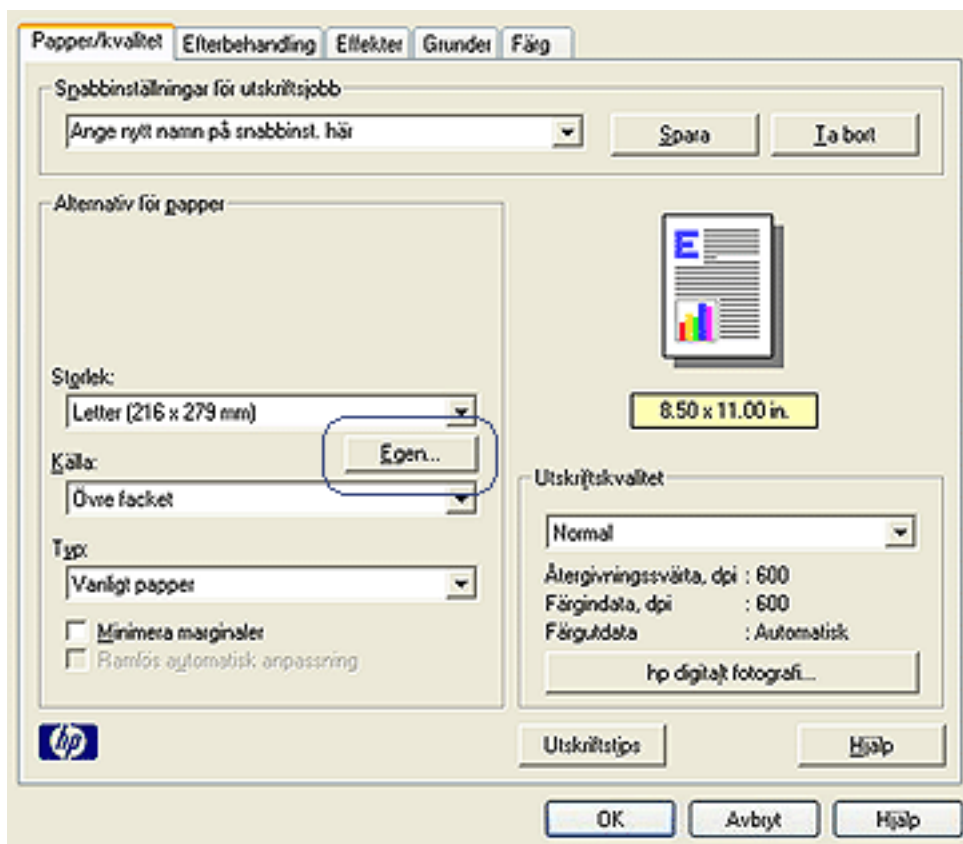 Papper/kvalitet Efterbehandling Effekter Grunder Färg
Snabbinställningar för utskriftsjobb
Ange nytt namn på snabbinst. här
Spara
Ta bort
Alternativ för papper
E
Storlek:
Letter (216 x 279 mm)
8.50 x 11.00 in.
Egen...
Källa:
Övre facket
Typ:
Vanligt papper
Minimera marginaler
Ramlös automatisk anpassning
Utskriftskvalitet
Normal
Återgivningssvärta, dpi : 600
Färgindata, dpi : 600
Färgutdata : Automatisk
hp digitalt fotografi...
hp
Utskriftstips
Hjälp
OK
Avbryt
Hjälp